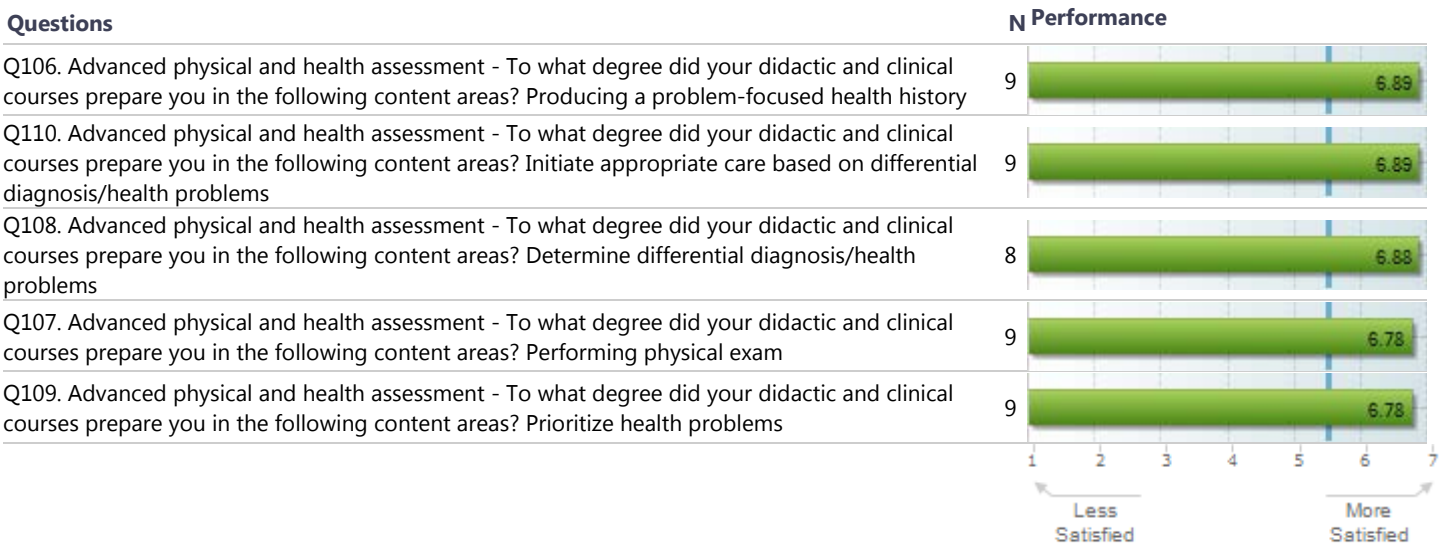 Questions N Performance
Q106. Advanced physical and health assessment - To what degree did your didactic and clinical
courses prepare you in the following content areas? Producing a problem-focused health history
9
6.89
Q110. Advanced physical and health assessment - To what degree did your didactic and clinical
courses prepare you in the following content areas? Initiate appropriate care based on differential
diagnosis/health problems
9
6.89
Q108. Advanced physical and health assessment - To what degree did your didactic and clinical
courses prepare you in the following content areas? Determine differential diagnosis/health
problems
8
6.88
Q107. Advanced physical and health assessment - To what degree did your didactic and clinical
courses prepare you in the following content areas? Performing physical exam
9
6.78
Q109. Advanced physical and health assessment - To what degree did your didactic and clinical
courses prepare you in the following content areas? Prioritize health problems
9
6.78
1 2 3 4 5 6 7
Less More
Satisfied Satisfied